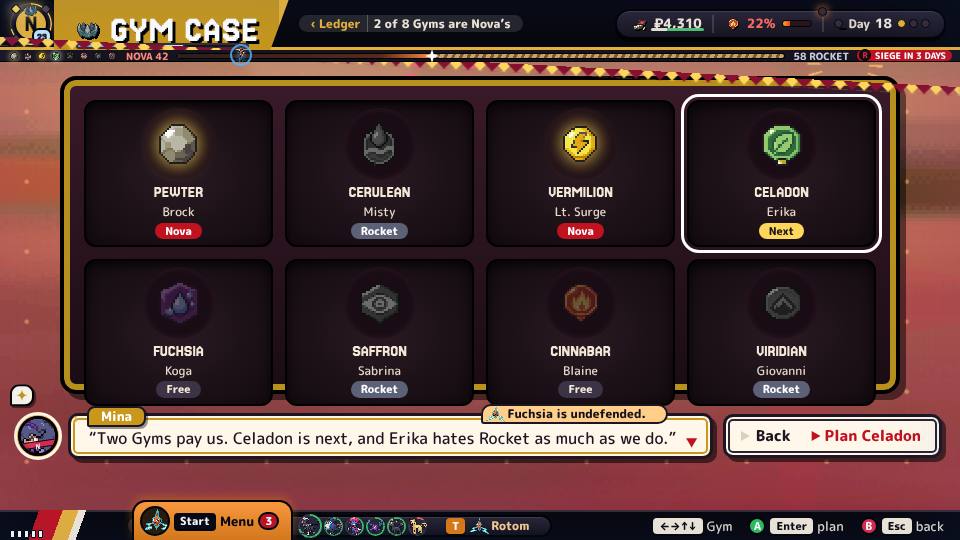 GYM CASE
‹ Ledger 2 of 8 Gyms are Nova's
₽4,310 22% Day 18
NOVA 42
58 ROCKET R SIEGE IN 3 DAYS
PEWTER
Brock
Nova
CERULEAN
Misty
Rocket
VERMILION
Lt. Surge
Nova
CELADON
Erika
Next
FUCHSIA
Koga
Free
SAFFRON
Sabrina
Rocket
CINNABAR
Blaine
Free
VIRIDIAN
Giovanni
Rocket
Mina
Fuchsia is undefended.
“Two Gyms pay us. Celadon is next, and Erika hates Rocket as much as we do.”
Back Plan Celadon
Start Menu 3
T Rotom
←→↑↓ Gym A Enter plan B Esc back